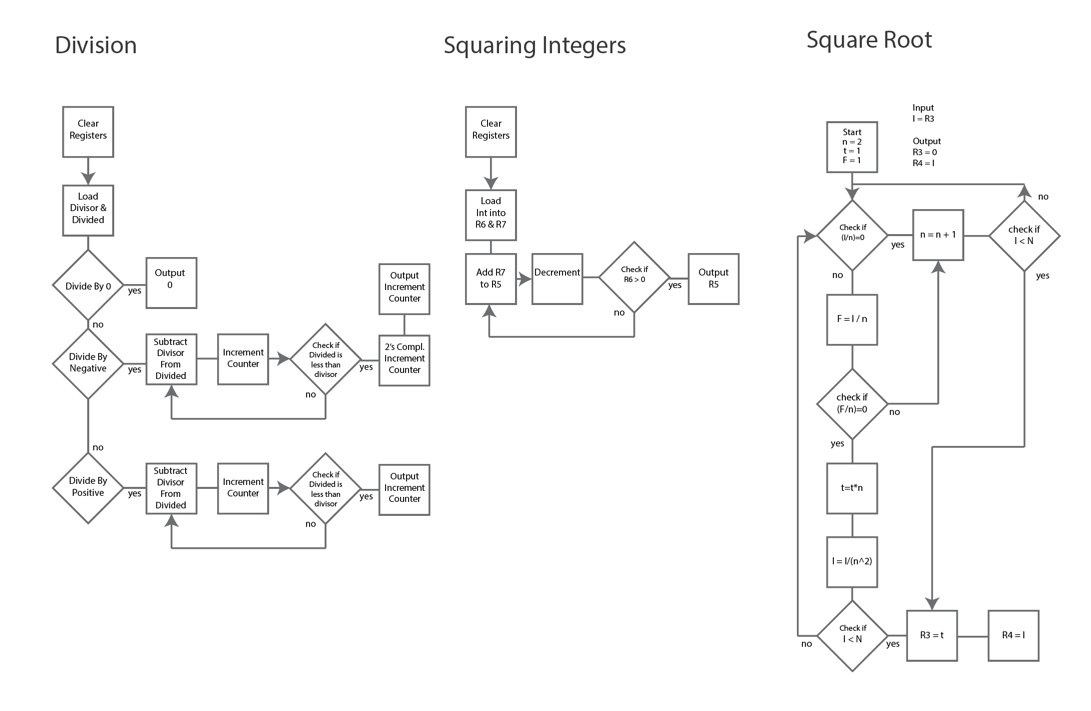 Division
Clear
Registers
Load
Divisor &
Divided
Divide By 0
yes
Output
0
no
Divide By
Negative
yes
Subtract
Divisor
From
Divided
Increment
Counter
Check if
Divided is
less than
divisor
yes
no
2's Compl.
Increment
Counter
Output
Increment
Counter
no
Divide By
Positive
yes
Subtract
Divisor
From
Divided
Increment
Counter
Check if
Divided is
less than
divisor
yes
no
Output
Increment
Counter
Squaring Integers
Clear
Registers
Load
Int into
R6 & R7
Add R7
to R5
Decrement
Check if
R6 > 0
yes
no
Output
R5
Square Root
Input
I = R3
Output
R3 = 0
R4 = I
Start
n = 2
t = 1
F = 1
Check if
(I/n)=0
yes
no
n = n + 1
check if
I < N
no
yes
F = I / n
check if
(F/n)=0
no
yes
t=t*n
I = I/(n^2)
Check if
I < N
no
yes
R3 = t
R4 = I